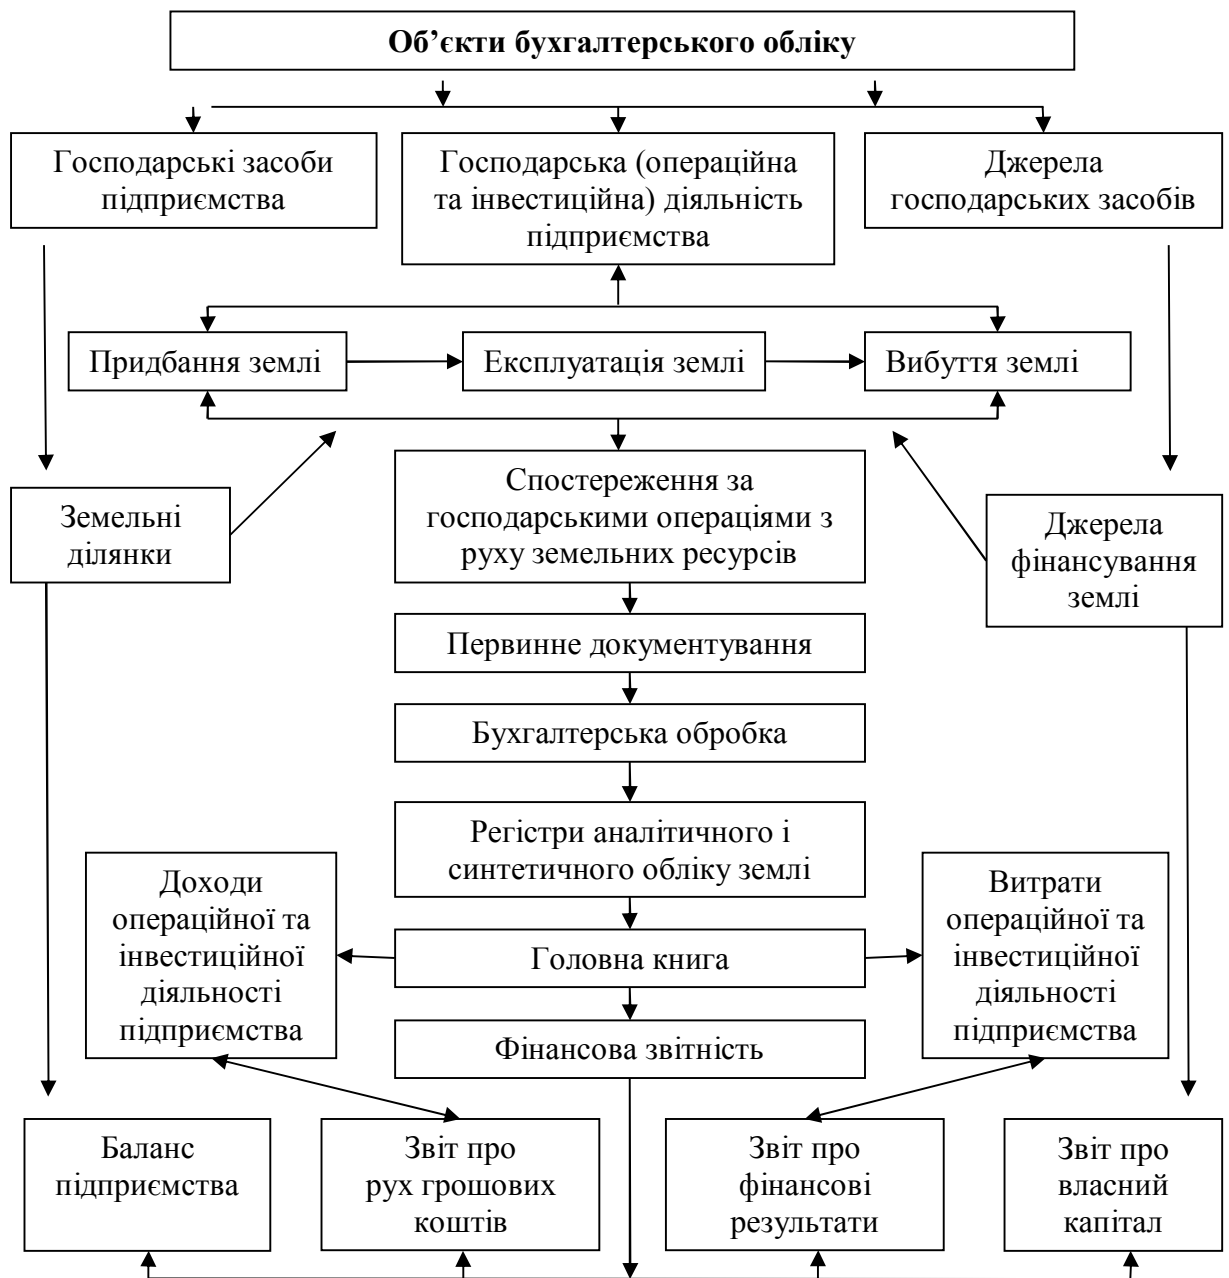 Об’єкти бухгалтерського обліку
Господарські засоби
підприємства
Господарська (операційна
та інвестиційна) діяльність
підприємства
Джерела
господарських засобів
Придбання землі
Експлуатація землі
Вибуття землі
Земельні
ділянки
Спостереження за
господарськими операціями з
руху земельних ресурсів
Джерела
фінансування
землі
Первинне документування
Бухгалтерська обробка
Регістри аналітичного і
синтетичного обліку землі
Доходи
операційної та
інвестиційної
діяльності
підприємства
Головна книга
Витрати
операційної та
інвестиційної
діяльності
підприємства
Фінансова звітність
Баланс
підприємства
Звіт про
рух грошових
коштів
Звіт про
фінансові
результати
Звіт про
власний
капітал